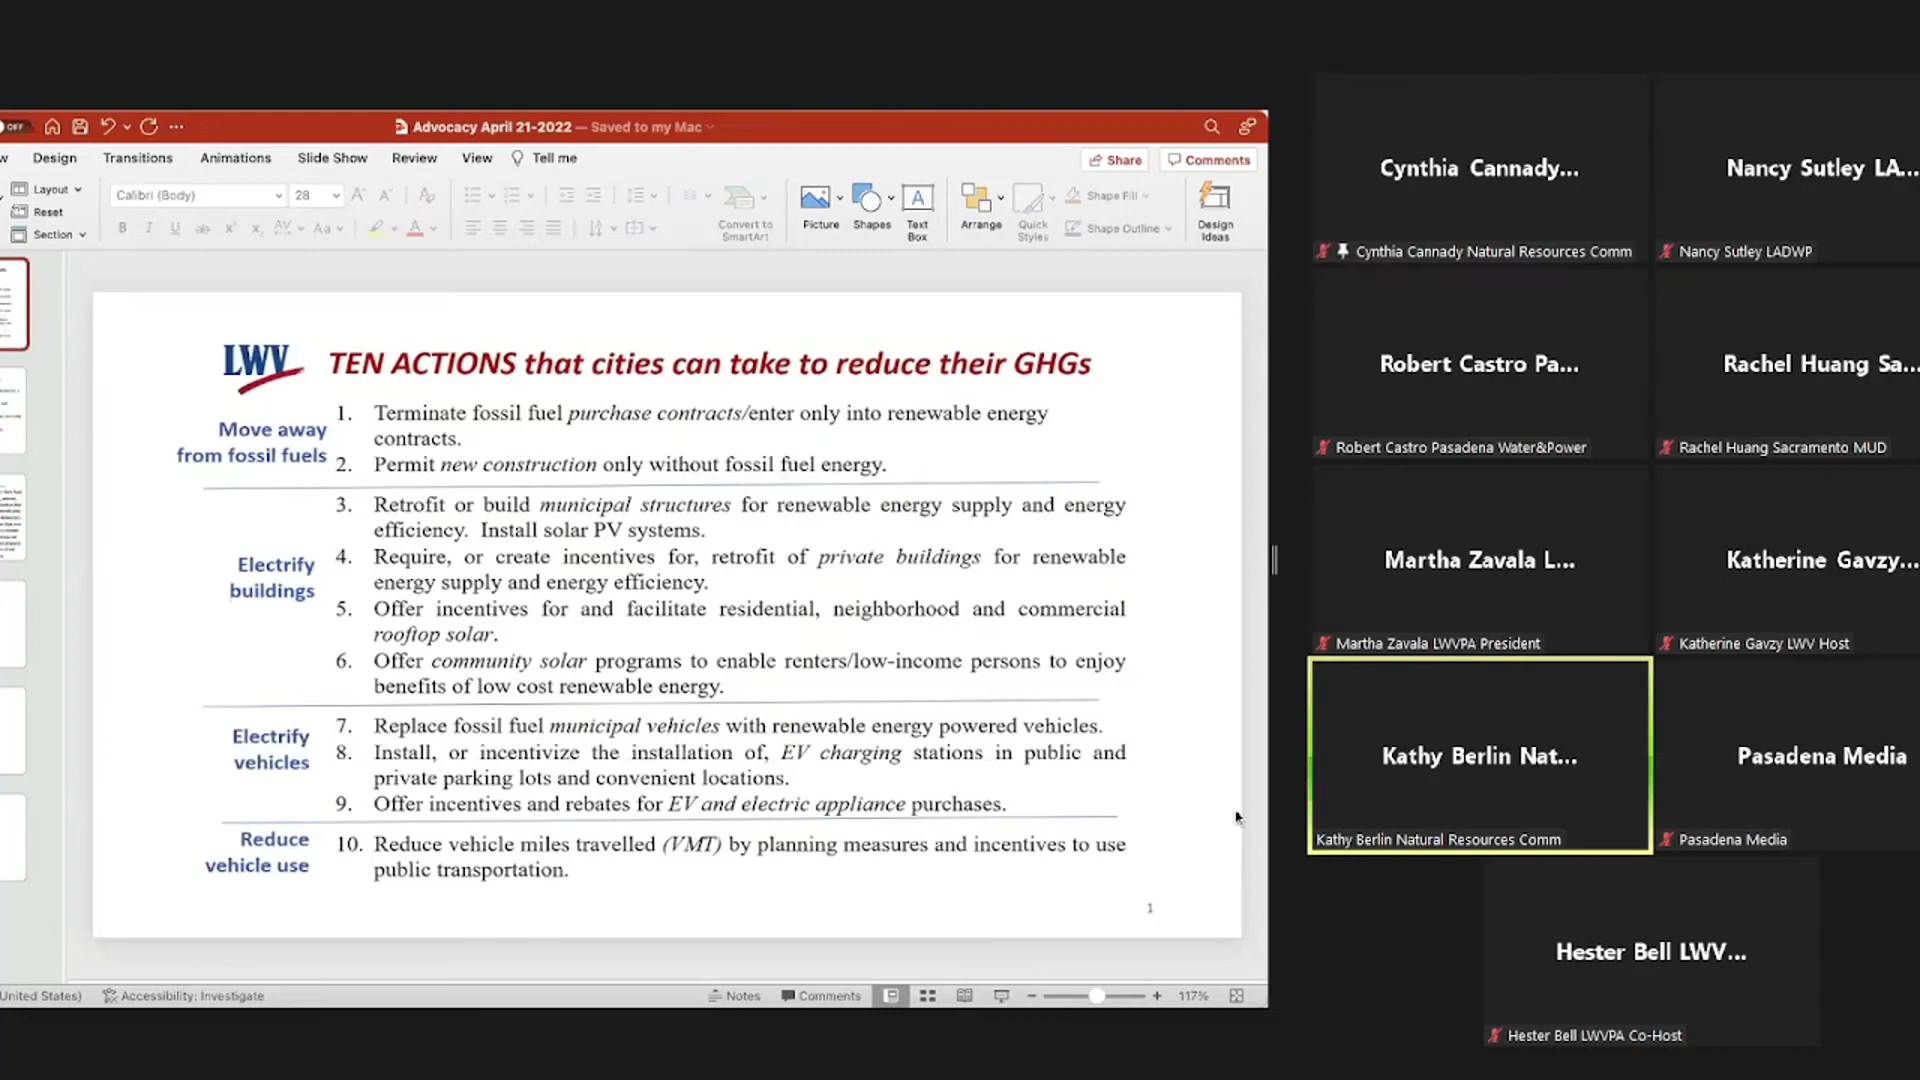 OFF
Advocacy April 21-2022 — Saved to my Mac
w Design Transitions Animations Slide Show Review View Tell me
Share Comments
Layout
Reset
Section
Calibri (Body) 28
Convert to
SmartArt
Picture
Shapes
Text
Box
Arrange
Quick
Styles
Shape Fill
Shape Outline
Design
Ideas
LWV
TEN ACTIONS that cities can take to reduce their GHGs
Move away
from fossil fuels
1. Terminate fossil fuel purchase contracts/enter only into renewable energy
contracts.
2. Permit new construction only without fossil fuel energy.
Electrify
buildings
3. Retrofit or build municipal structures for renewable energy supply and energy
efficiency. Install solar PV systems.
4. Require, or create incentives for, retrofit of private buildings for renewable
energy supply and energy efficiency.
5. Offer incentives for and facilitate residential, neighborhood and commercial
rooftop solar.
6. Offer community solar programs to enable renters/low-income persons to enjoy
benefits of low cost renewable energy.
Electrify
vehicles
7. Replace fossil fuel municipal vehicles with renewable energy powered vehicles.
8. Install, or incentivize the installation of, EV charging stations in public and
private parking lots and convenient locations.
9. Offer incentives and rebates for EV and electric appliance purchases.
Reduce
vehicle use
10. Reduce vehicle miles travelled (VMT) by planning measures and incentives to use
public transportation.
1
United States) Accessibility: Investigate
Notes Comments 117%
Cynthia Cannady...
Cynthia Cannady Natural Resources Comm
Nancy Sutley LA...
Nancy Sutley LADWP
Robert Castro Pa...
Robert Castro Pasadena Water&Power
Rachel Huang Sa...
Rachel Huang Sacramento MUD
Martha Zavala L...
Martha Zavala LWVPA President
Katherine Gavzy...
Katherine Gavzy LWV Host
Kathy Berlin Nat...
Kathy Berlin Natural Resources Comm
Pasadena Media
Pasadena Media
Hester Bell LWV...
Hester Bell LWVPA Co-Host